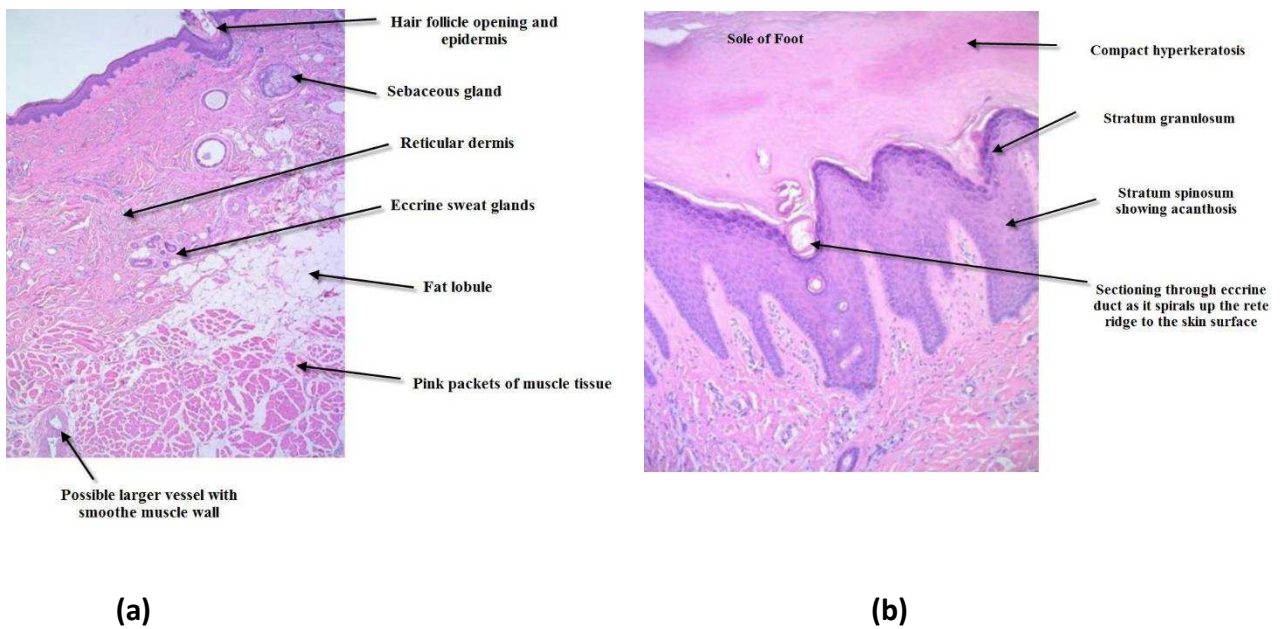 Hair follicle opening and
epidermis
Sebaceous gland
Reticular dermis
Eccrine sweat glands
Fat lobule
Pink packets of muscle tissue
Possible larger vessel with
smoothe muscle wall
(a)
Sole of Foot
Compact hyperkeratosis
Stratum granulosum
Stratum spinosum
showing acanthosis
Sectioning through eccrine
duct as it spirals up the rete
ridge to the skin surface
(b)